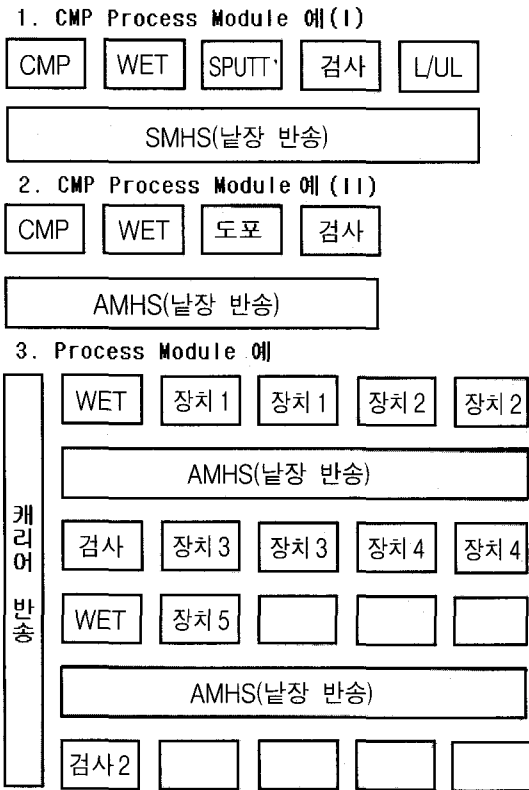 1. CMP Process Module 예(I)
CMP WET SPUTT' 검사 L/UL
SMHS(낱장 반송)
2. CMP Process Module 예(II)
CMP WET 도포 검사
AMHS(낱장 반송)
3. Process Module 예
캐리어 반송
WET 장치1 장치1 장치2 장치2
AMHS(낱장 반송)
검사 장치3 장치3 장치4 장치4
WET 장치5
AMHS(낱장 반송)
검사2